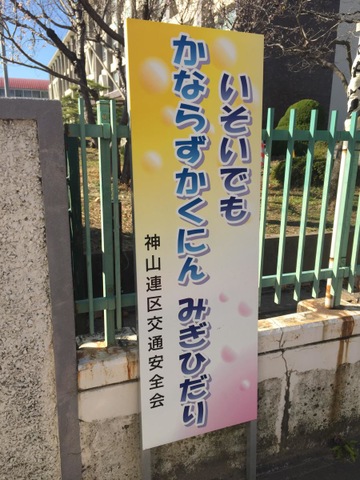 いそいでも
かならずかくにん みぎひだり
神山連区交通安全会